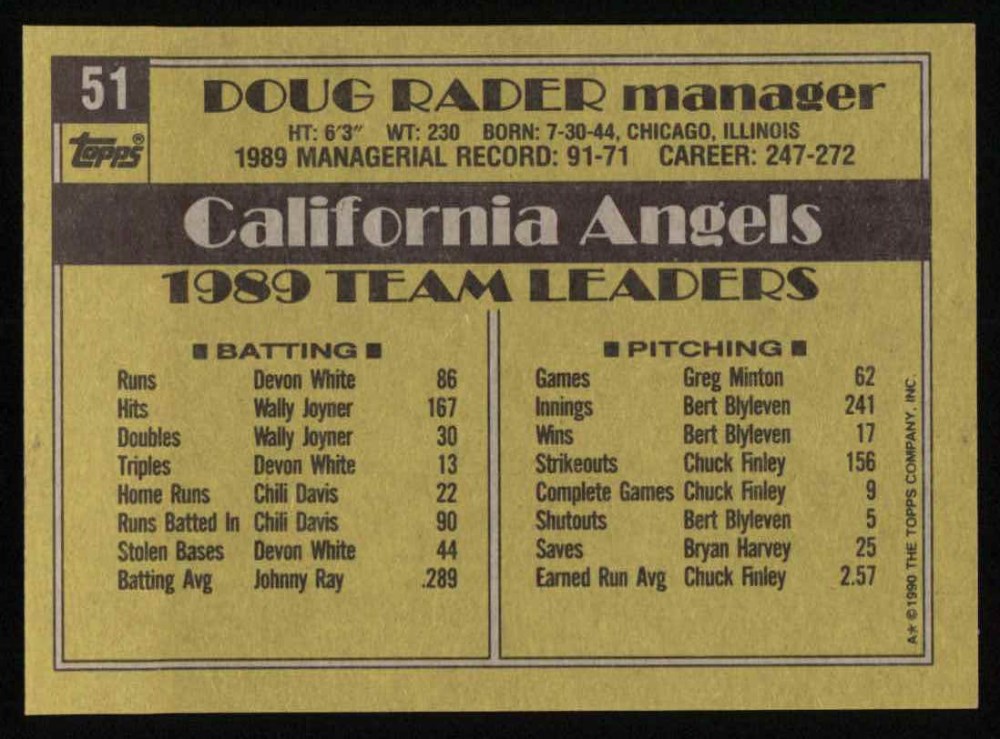 51
Topps®
DOUG RADER manager
HT: 6'3" WT: 230 BORN: 7-30-44, CHICAGO, ILLINOIS
1989 MANAGERIAL RECORD: 91-71 CAREER: 247-272
California Angels
1989 TEAM LEADERS
BATTING
Runs Devon White 86
Hits Wally Joyner 167
Doubles Wally Joyner 30
Triples Devon White 13
Home Runs Chili Davis 22
Runs Batted In Chili Davis 90
Stolen Bases Devon White 44
Batting Avg Johnny Ray .289
PITCHING
Games Greg Minton 62
Innings Bert Blyleven 241
Wins Bert Blyleven 17
Strikeouts Chuck Finley 156
Complete Games Chuck Finley 9
Shutouts Bert Blyleven 5
Saves Bryan Harvey 25
Earned Run Avg Chuck Finley 2.57
A* © 1990 THE TOPPS COMPANY, INC.